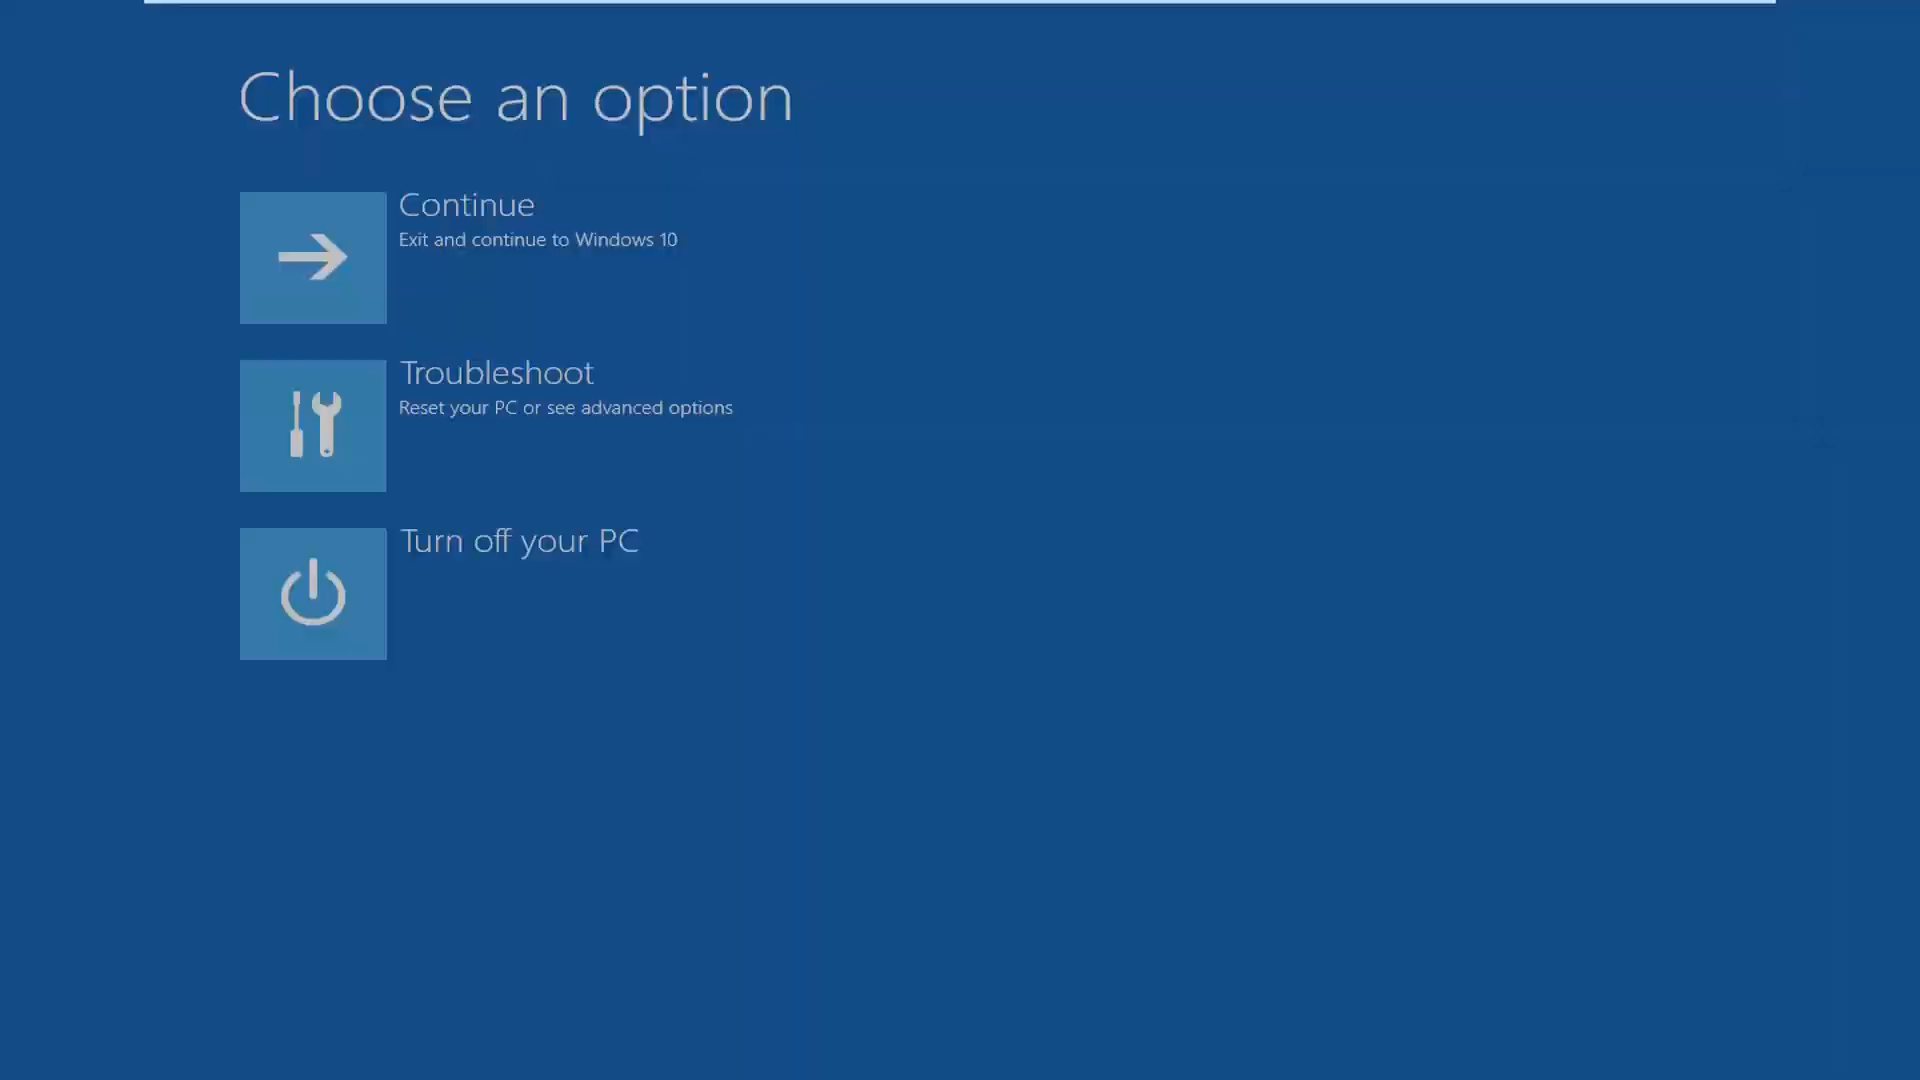 Choose an option
Continue
Exit and continue to Windows 10
Troubleshoot
Reset your PC or see advanced options
Turn off your PC